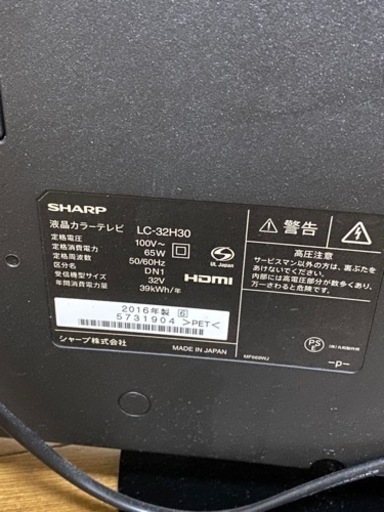 SHARP
液晶カラーテレビ LC-32H30
定格電圧 100V~
定格消費電力 65W
定格周波数 50/60Hz
区分名 DN1
受信機型サイズ 32V
年間消費電力量 39kWh/年
S
UL Japan
HDMI
2016年製 6
5731904 >PET<
シャープ株式会社
MADE IN JAPAN
警告
高圧注意
サービスマン以外の方は、裏ぶたを
あけないでください。
内部には高電圧部分が数多くあり、
万一さわると危険です。
PS
E
-p-